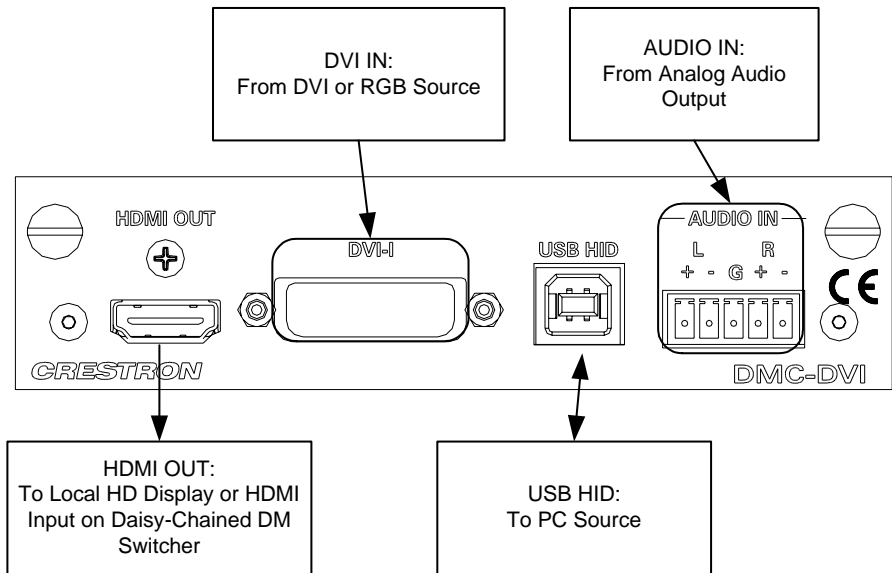 DVI IN:
From DVI or RGB Source
AUDIO IN:
From Analog Audio
Output
HDMI OUT
DVI-I
USB HID
AUDIO IN
L R
+ - G + -
CE
CRESTRON
DMC-DVI
HDMI OUT:
To Local HD Display or HDMI
Input on Daisy-Chained DM
Switcher
USB HID:
To PC Source